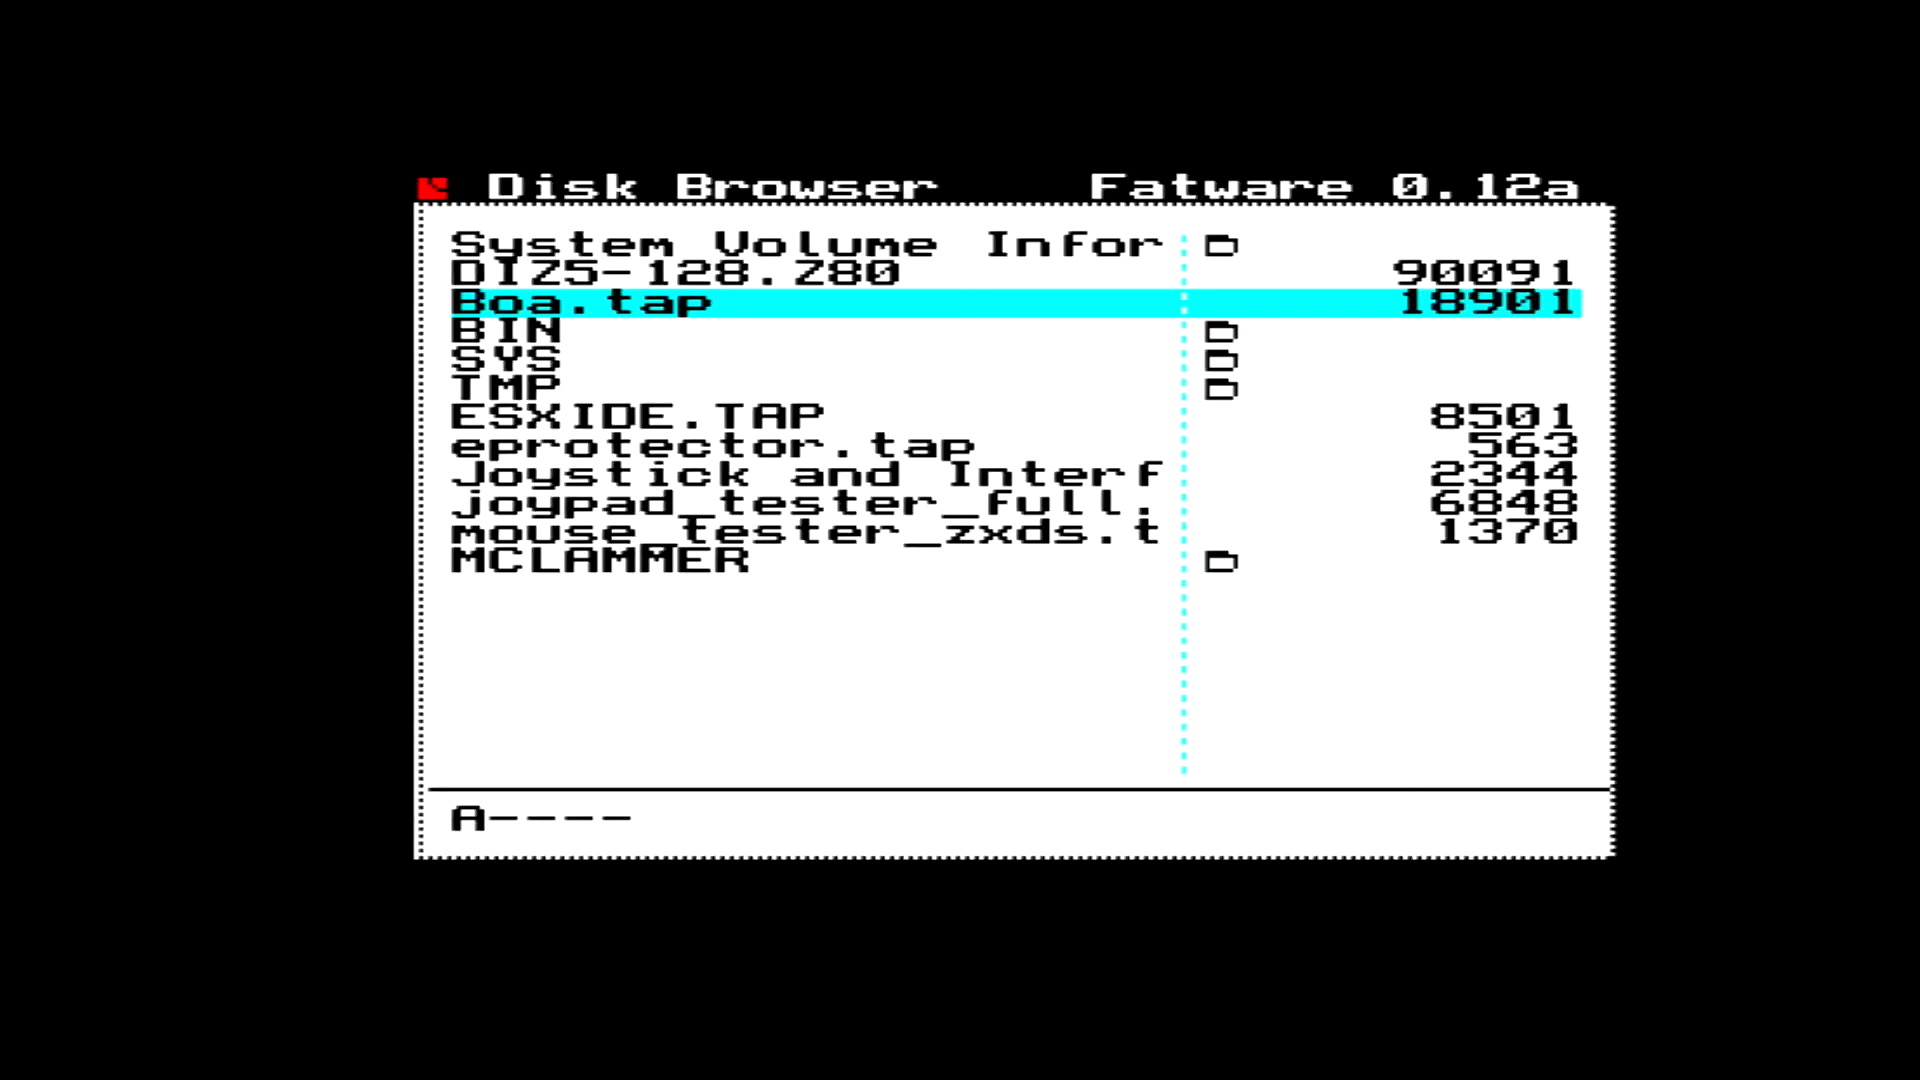 Disk Browser Fatware 0.12a
System Volume Infor
DIZ5-128.Z80 90091
Boa.tap 18901
BIN
SYS
TMP
ESXIDE.TAP 8501
eprotector.tap 563
Joystick and Interf 2344
joypad_tester_full. 6848
mouse_tester_zxds.t 1370
MCLAMMER
A----